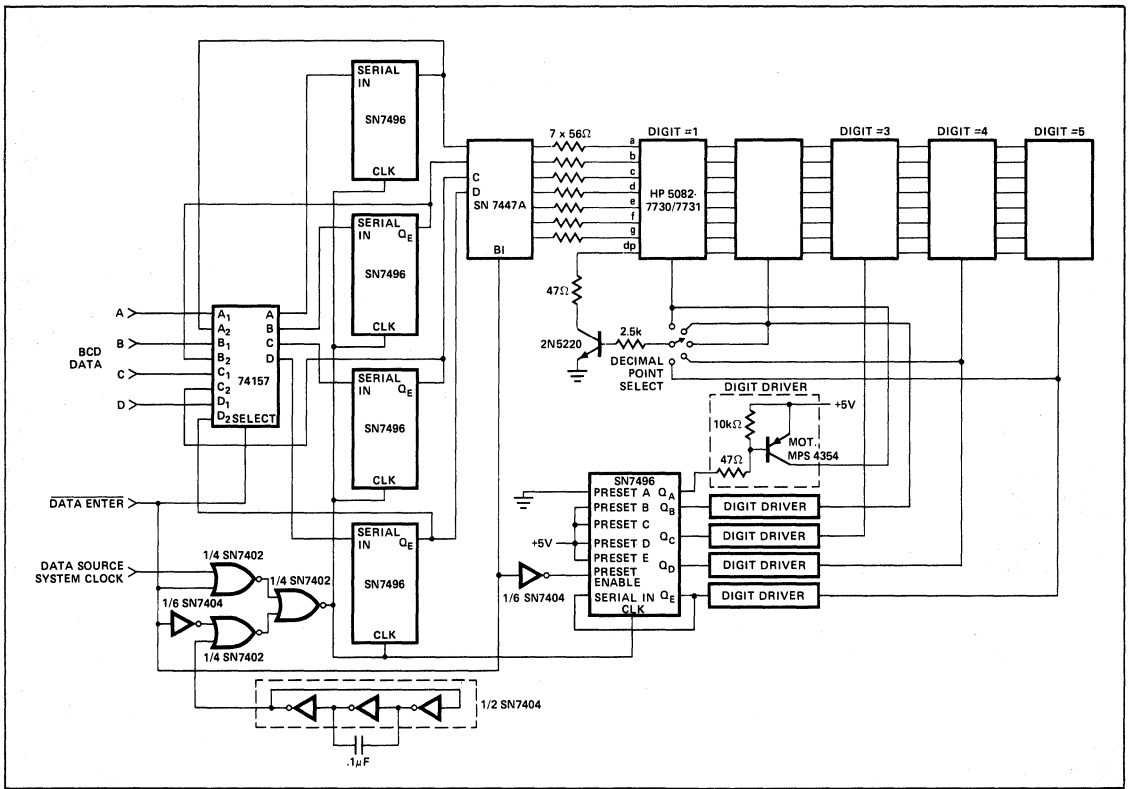 SERIAL
IN
SN7496
CLK
SERIAL
IN QE
SN7496
CLK
SERIAL
IN QE
SN7496
CLK
SERIAL
IN QE
SN7496
CLK
A
B
C
D
BCD
DATA
A1 A
A2 B
B1 C
B2 D
C1
C2 74157
D1
D2 SELECT
C
D
SN 7447A
BI
7 x 56Ω
a
b
c
d
e
f
g
dp
DIGIT =1
HP 5082-
7730/7731
DIGIT =3
DIGIT =4
DIGIT =5
47Ω
2N5220
2.5k
DECIMAL
POINT
SELECT
DIGIT DRIVER
+5V
10kΩ
MOT.
MPS 4354
47Ω
SN7496
PRESET A QA
PRESET B QB
PRESET C
QC
PRESET D
PRESET E QD
PRESET
ENABLE
SERIAL IN QE
CLK
+5V
1/6 SN7404
DIGIT DRIVER
DIGIT DRIVER
DIGIT DRIVER
DIGIT DRIVER
DATA ENTER
DATA SOURCE
SYSTEM CLOCK
1/4 SN7402
1/4 SN7402
1/6 SN7404
1/4 SN7402
1/2 SN7404
.1μF